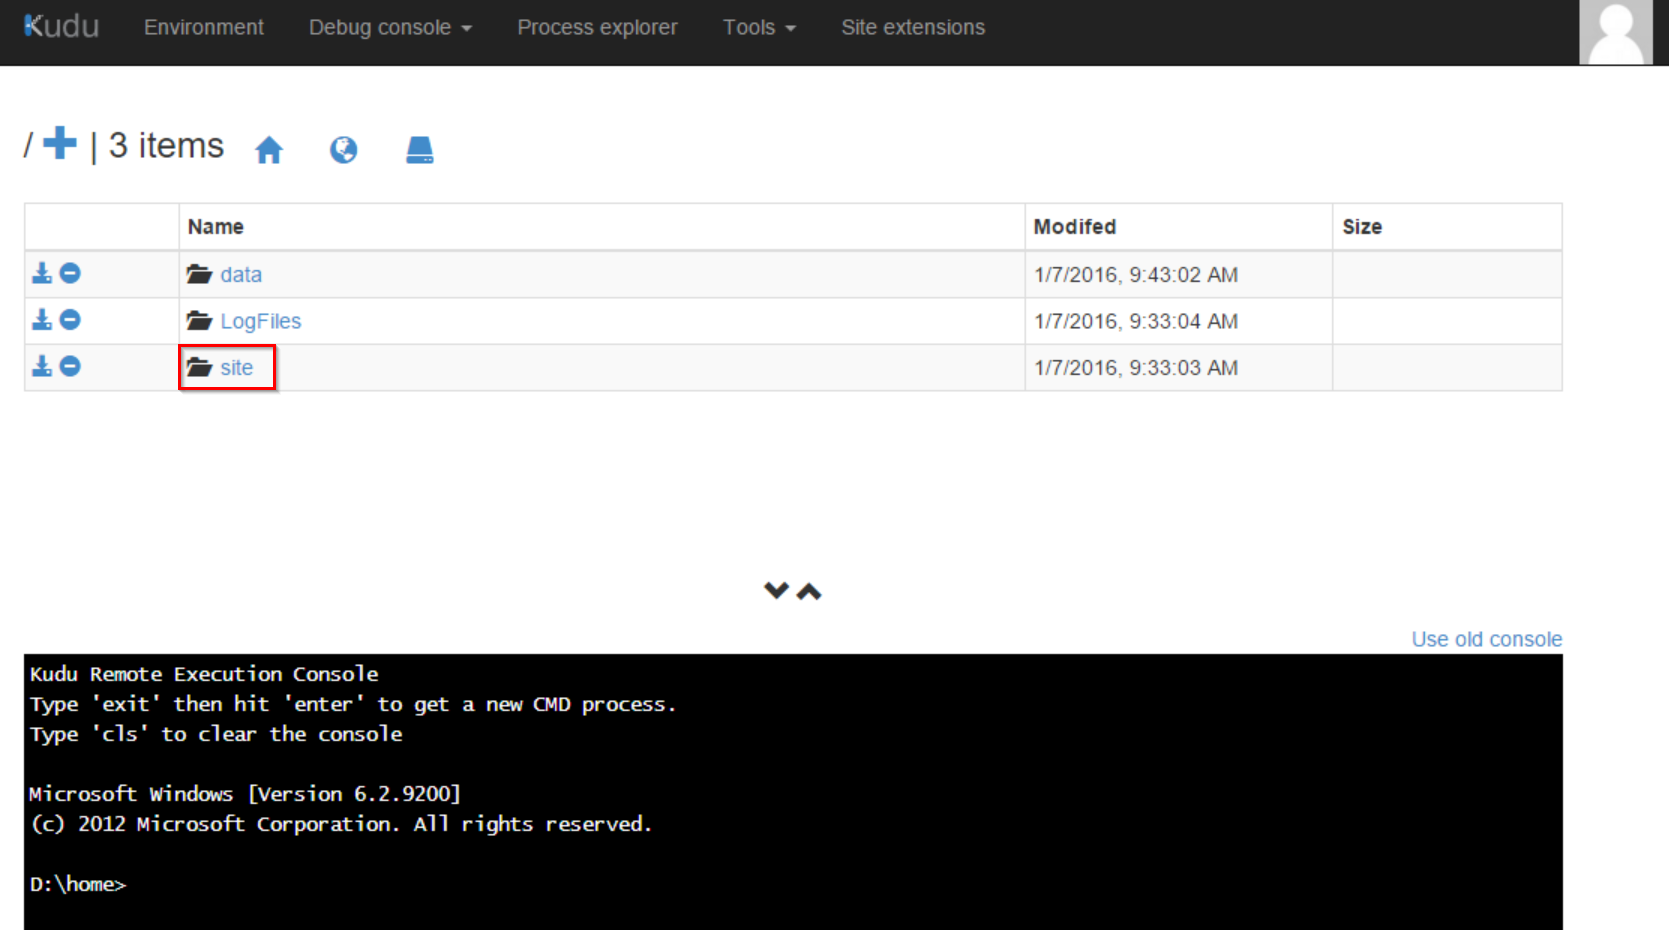 Kudu Environment Debug console Process explorer Tools Site extensions
/ | 3 items
Name Modifed Size
data 1/7/2016, 9:43:02 AM
LogFiles 1/7/2016, 9:33:04 AM
site 1/7/2016, 9:33:03 AM
Use old console
Kudu Remote Execution Console
Type 'exit' then hit 'enter' to get a new CMD process.
Type 'cls' to clear the console
Microsoft Windows [Version 6.2.9200]
(c) 2012 Microsoft Corporation. All rights reserved.
D:\home>